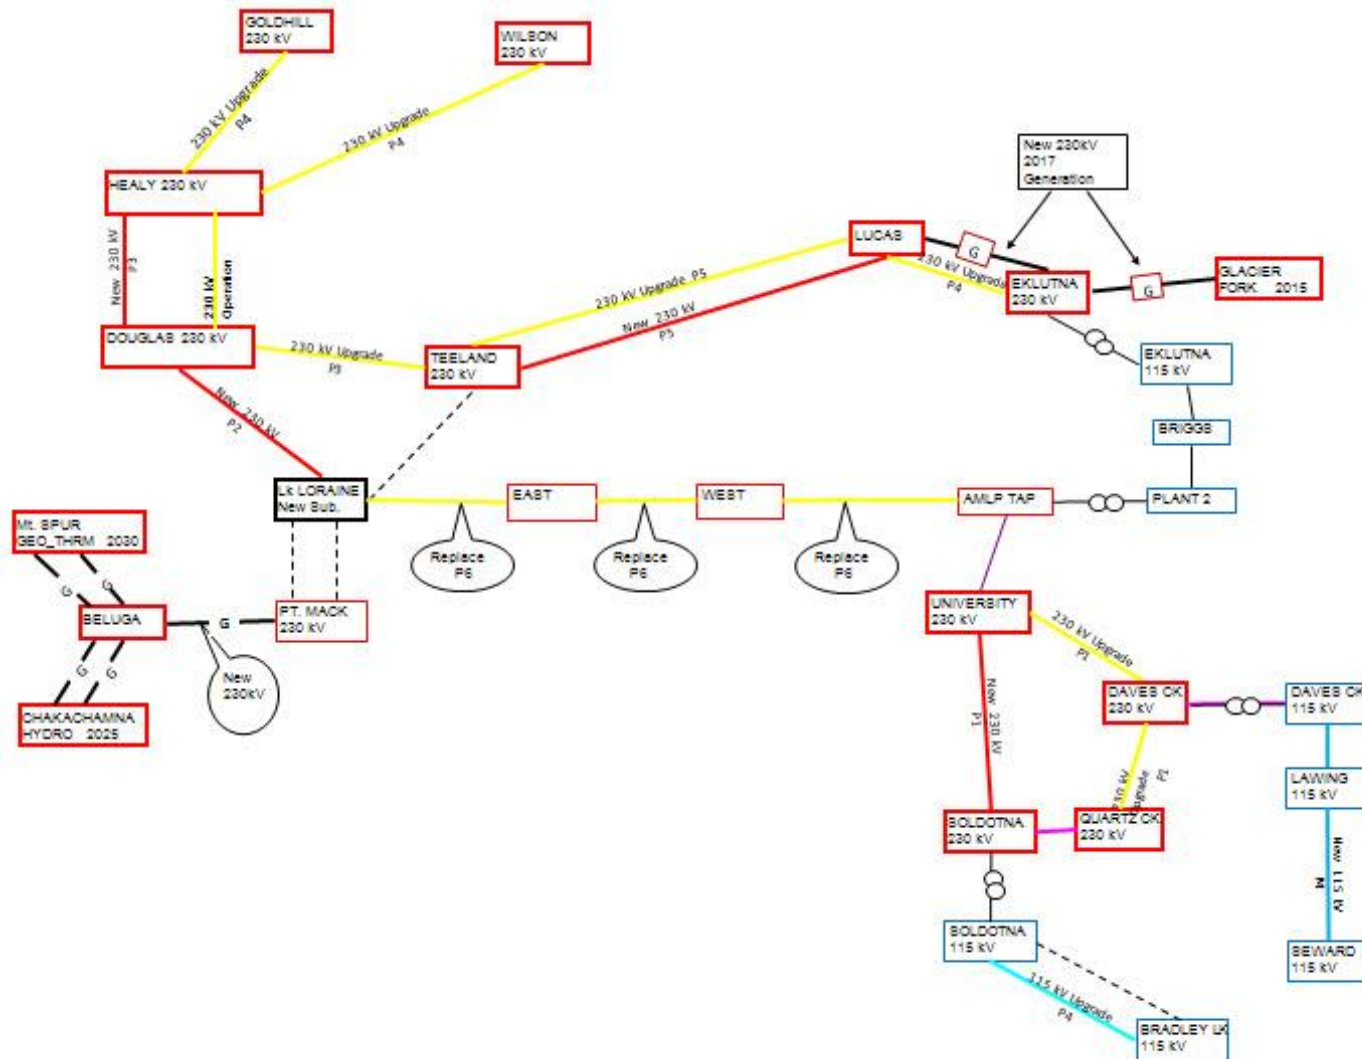 GOLDHILL
230 kV
WILSON
230 kV
230 kV Upgrade
P4
230 kV Upgrade
P4
New 230kV
2017
Generation
HEALY 230 kV
LUCAS
G
230 kV Upgrade
P4
EKLUTNA
230 kV
G
GLACIER
FORK 2015
New 230 kV
P3
230 kV
Operation
230 kV Upgrade P5
New 230 kV
P5
DOUGLAS 230 kV
230 kV Upgrade
P3
TEELAND
230 kV
EKLUTNA
115 kV
New 230 kV
P2
BRIGGS
Lk LORAINE
New Sub.
EAST
WEST
AMLP TAP
PLANT 2
Replace
P6
Replace
P6
Replace
P6
Mt. SPUR
GEO_THRM 2030
G
G
BELUGA
G
PT. MACK
230 kV
G
G
New
230kV
CHAKACHAMNA
HYDRO 2025
UNIVERSITY
230 kV
230 kV Upgrade
P1
New 230 kV
P1
DAVES CK
230 kV
DAVES CK
115 kV
230 kV
Upgrade
P1
LAWING
115 kV
SOLDOTNA
230 kV
QUARTZ CK
230 kV
New 115 kV
M
SOLDOTNA
115 kV
SEWARD
115 kV
115 kV Upgrade
P4
BRADLEY LK
115 kV